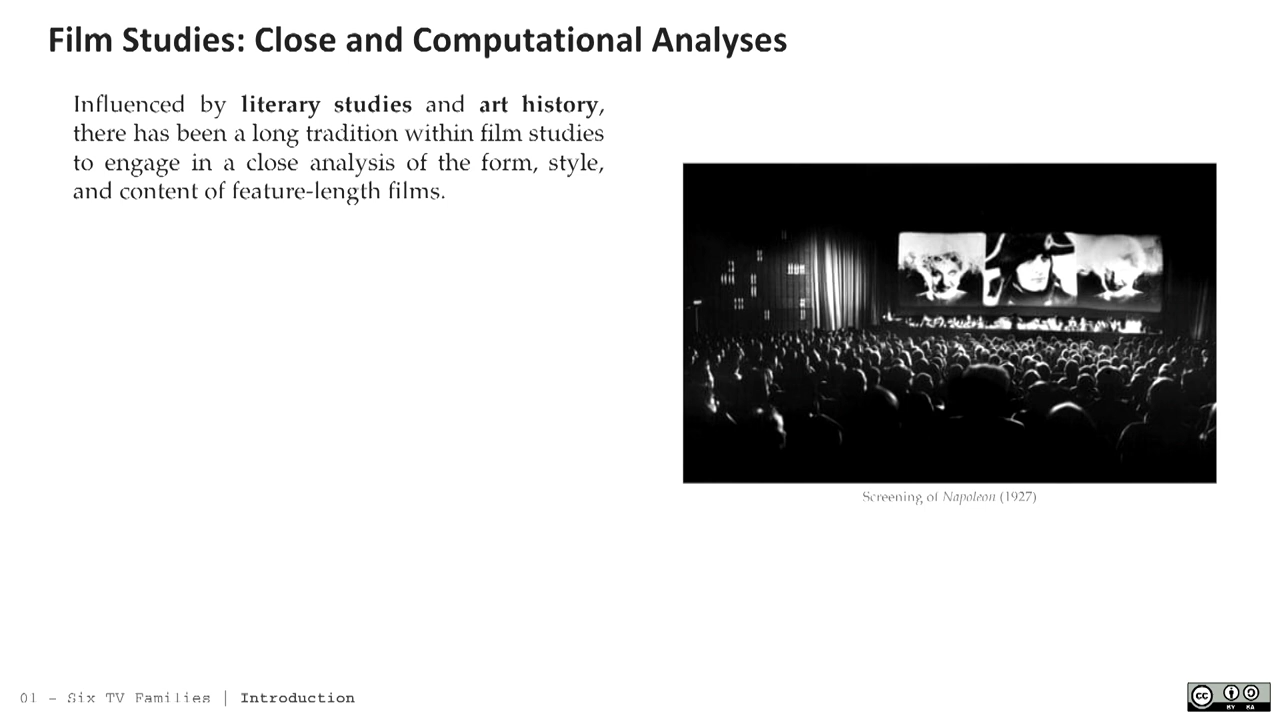 Film Studies: Close and Computational Analyses
Influenced by literary studies and art history,
there has been a long tradition within film studies
to engage in a close analysis of the form, style,
and content of feature-length films.
Screening of Napoleon (1927)
01 – Six TV Families | Introduction
cc